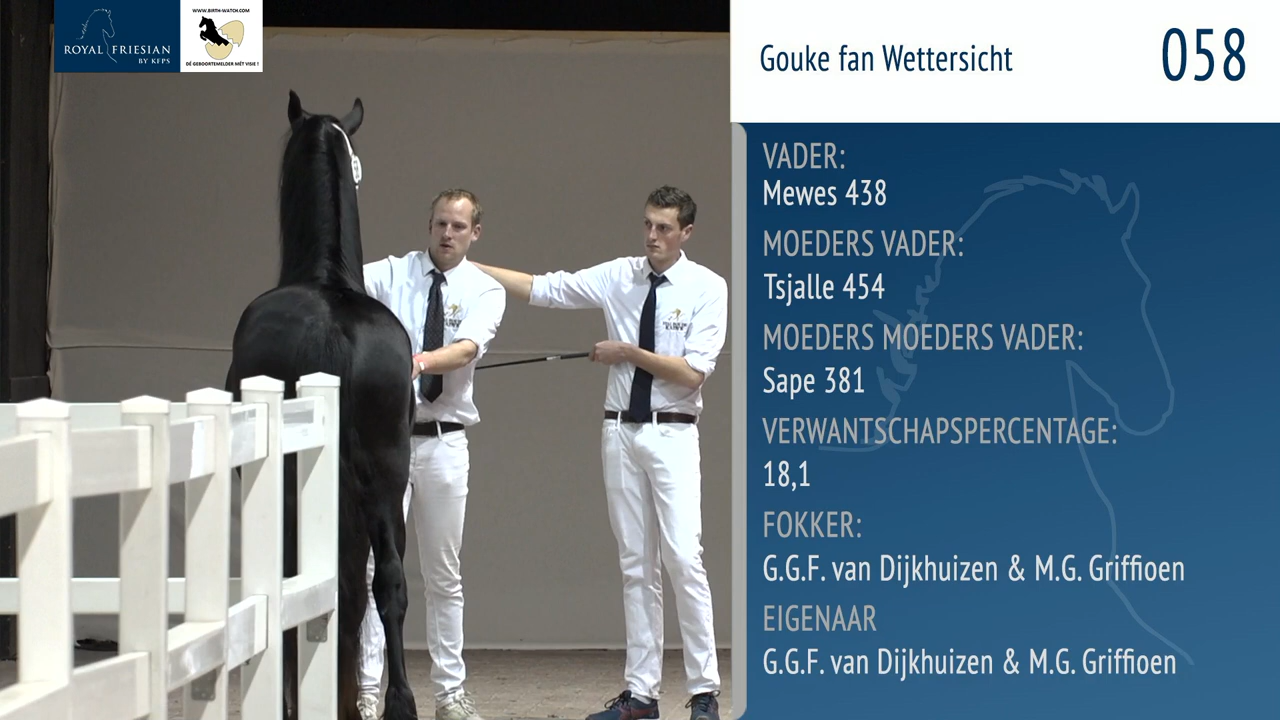 ROYAL FRIESIAN
BY KFPS
WWW.BIRTH-WATCH.COM
DÉ GEBOORTEMELDER MÈT VISIE !
Gouke fan Wettersicht
058
VADER:
Mewes 438
MOEDERS VADER:
Tsjalle 454
MOEDERS MOEDERS VADER:
Sape 381
VERWANTSCHAPSPERCENTAGE:
18,1
FOKKER:
G.G.F. van Dijkhuizen & M.G. Griffioen
EIGENAAR
G.G.F. van Dijkhuizen & M.G. Griffioen